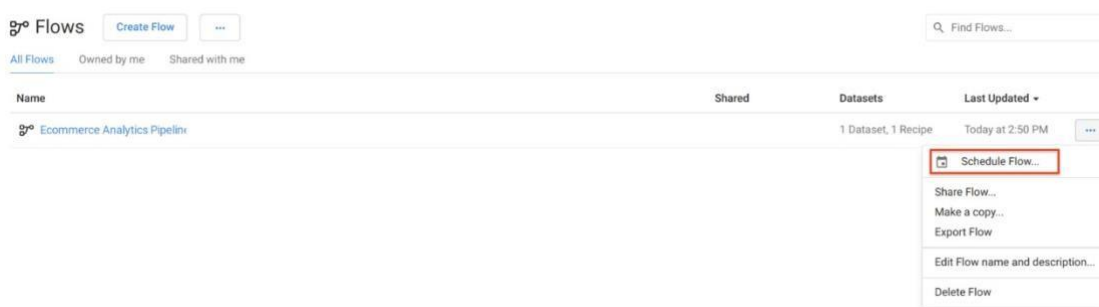 Flows Create Flow ...
Find Flows...
All Flows Owned by me Shared with me
Name Shared Datasets Last Updated
Ecommerce Analytics Pipeline 1 Dataset, 1 Recipe Today at 2:50 PM ...
Schedule Flow...
Share Flow...
Make a copy...
Export Flow
Edit Flow name and description...
Delete Flow